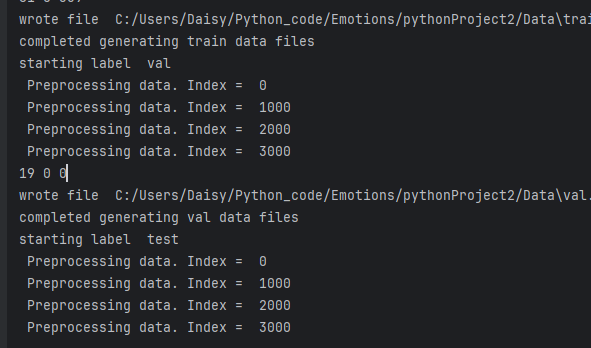 wrote file  C:/Users/Daisy/Python_code/Emotions/pythonProject2/Data\trai
completed generating train data files
starting label  val
 Preprocessing data. Index =  0
 Preprocessing data. Index =  1000
 Preprocessing data. Index =  2000
 Preprocessing data. Index =  3000
19 0 0
wrote file  C:/Users/Daisy/Python_code/Emotions/pythonProject2/Data\val.
completed generating val data files
starting label  test
 Preprocessing data. Index =  0
 Preprocessing data. Index =  1000
 Preprocessing data. Index =  2000
 Preprocessing data. Index =  3000